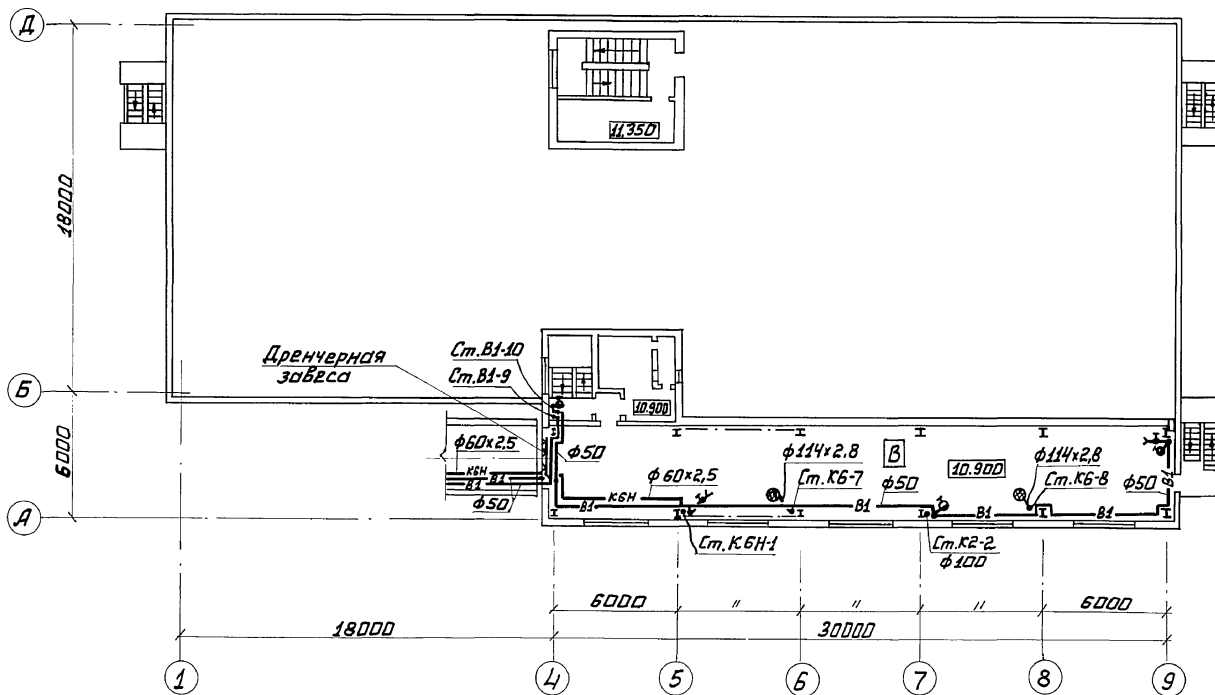 Д
11.350
18000
Дренчерная
завеса
Ст.В1-10
Ст.В1-9
Б
10.900
6000
ф60х2,5
ф50
ф114х2,8
В
10.900
ф114х2,8
К6Н
В1
В1
ф50
ф60х2,5
К6Н
В1
Ст.К6-7
ф50
В1
Ст.К6-8
ф50
В1
В1
В1
А
Ст.К6Н-1
Ст.К2-2
ф100
6000
"
"
"
6000
18000
30000
1
4
5
6
7
8
9